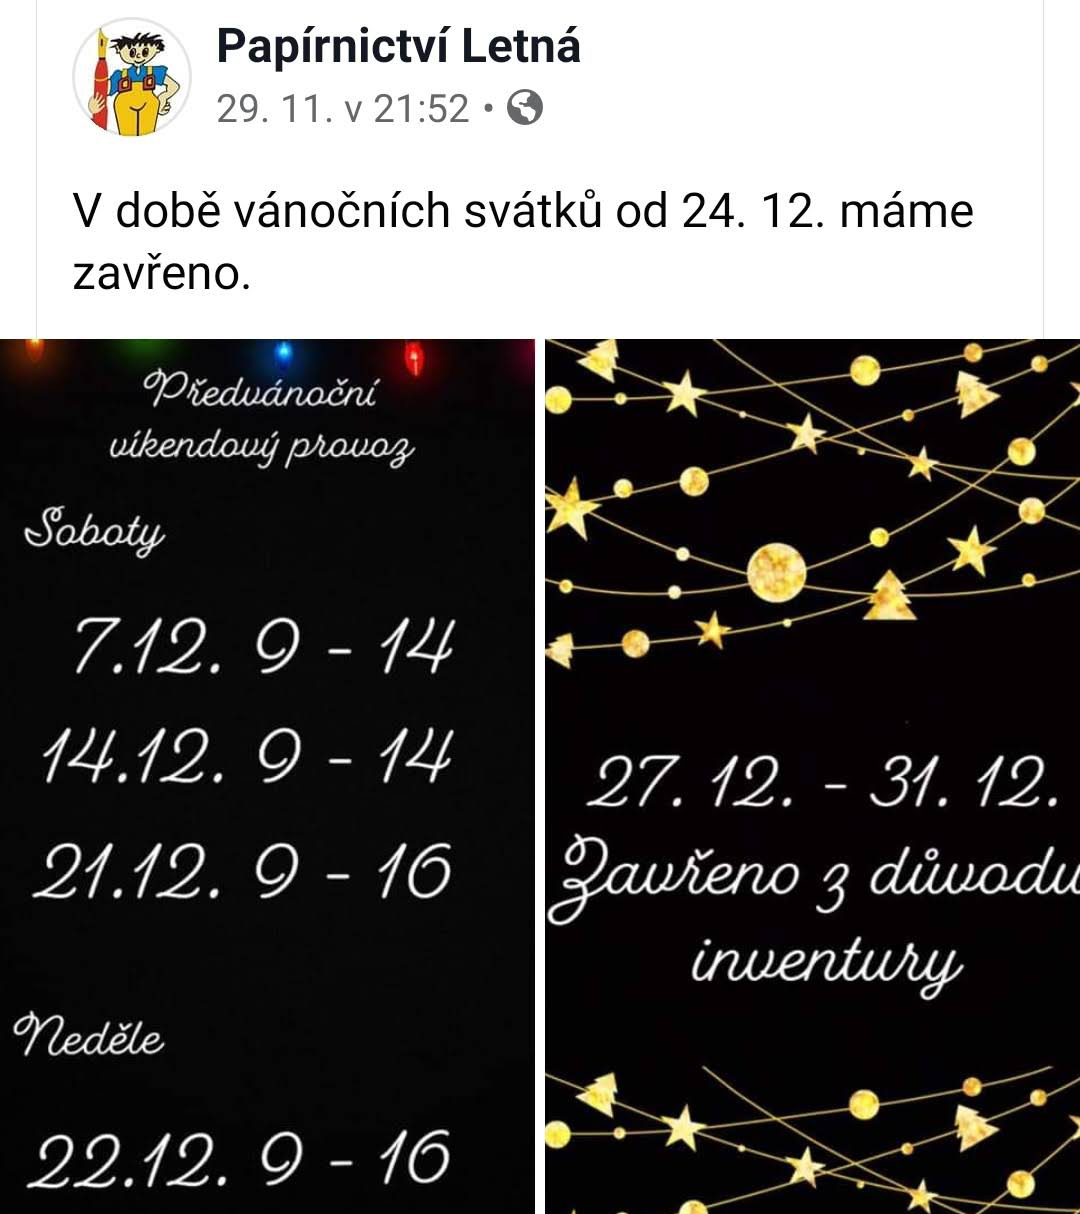 Papírnictví Letná
29. 11. v 21:52 •
V době vánočních svátků od 24. 12. máme
zavřeno.
Předvánoční
víkendový provoz
Soboty
7.12. 9 - 14
14.12. 9 - 14
21.12. 9 - 16
Neděle
22.12. 9 - 16
27. 12. - 31. 12.
Zavřeno z důvodu
inventury